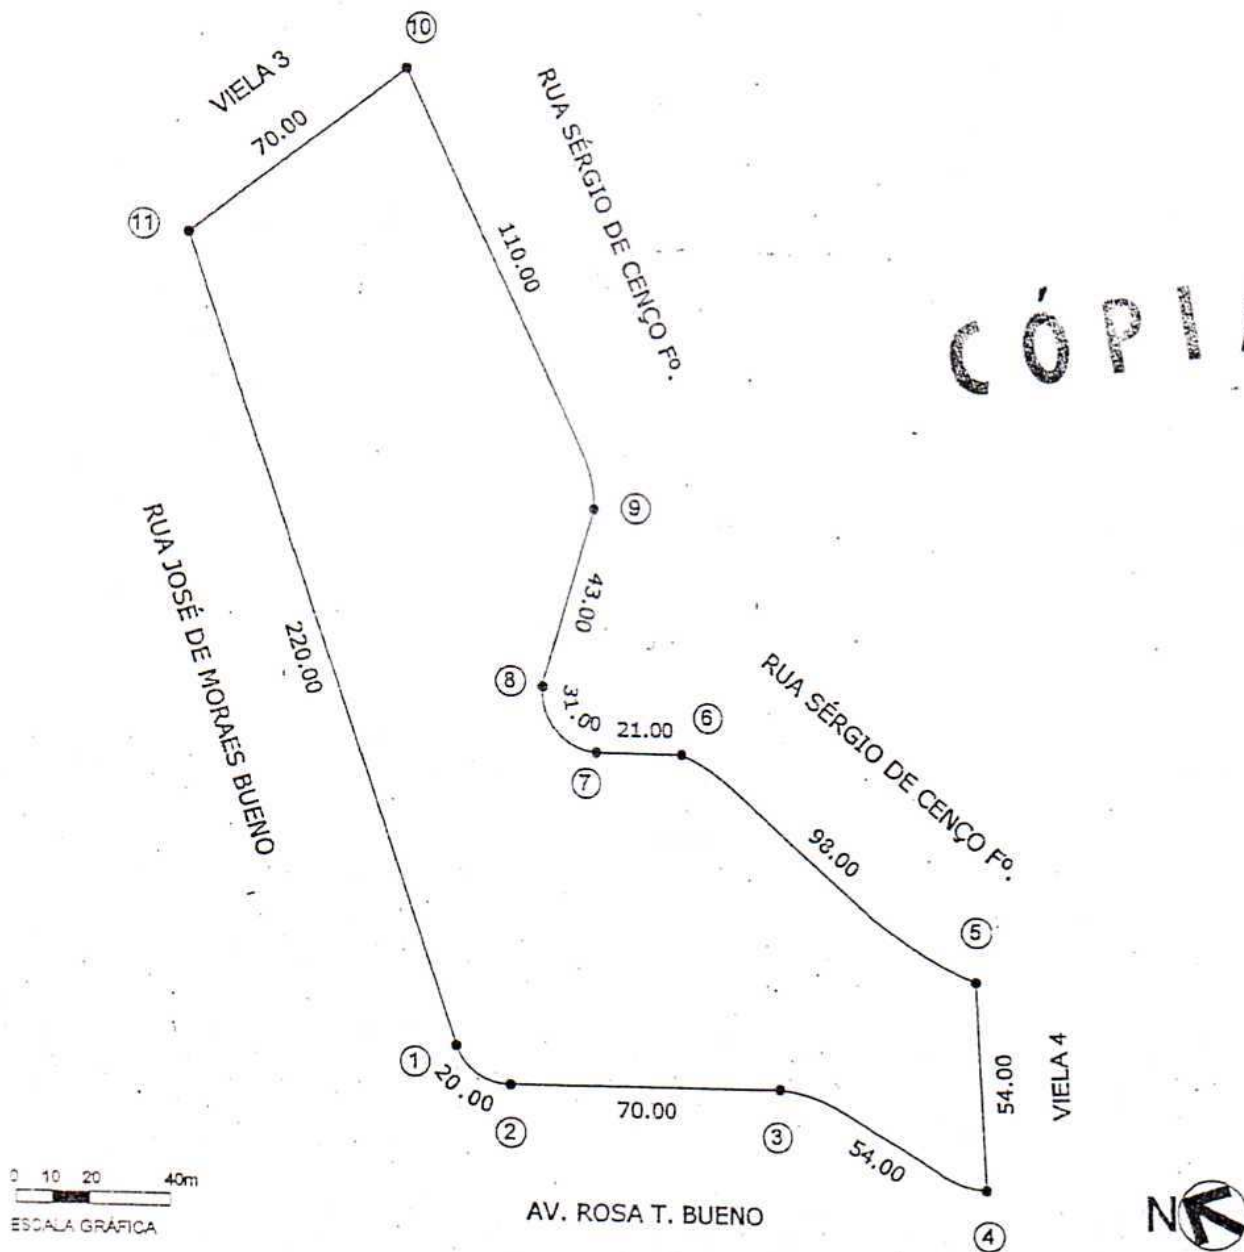 10
VIELA 3
70.00
RUA SÉRGIO DE CENÇO Fº.
11
110.00
CÓPI
9
RUA JOSÉ DE MORAES BUENO
43.00
220.00
8
31.00
21.00
6
RUA SÉRGIO DE CENÇO Fº.
7
98.00
5
1
20.00
54.00
VIELA 4
2
70.00
3
54.00
0 10 20 40m
ESCALA GRÁFICA
AV. ROSA T. BUENO
4
N